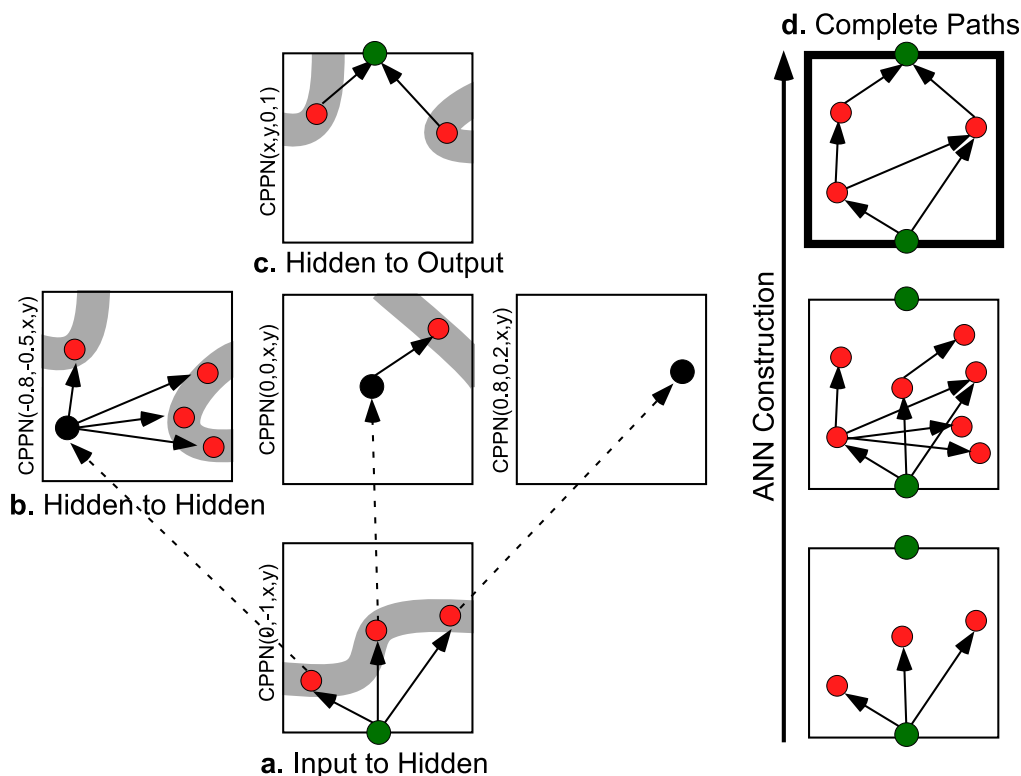 d. Complete Paths
CPPN(x,y,0,1)
c. Hidden to Output
CPPN(-0.8,-0.5,x,y)
CPPN(0,0,x,y)
CPPN(0.8,0.2,x,y)
b. Hidden to Hidden
ANN Construction
CPPN(0,-1,x,y)
a. Input to Hidden